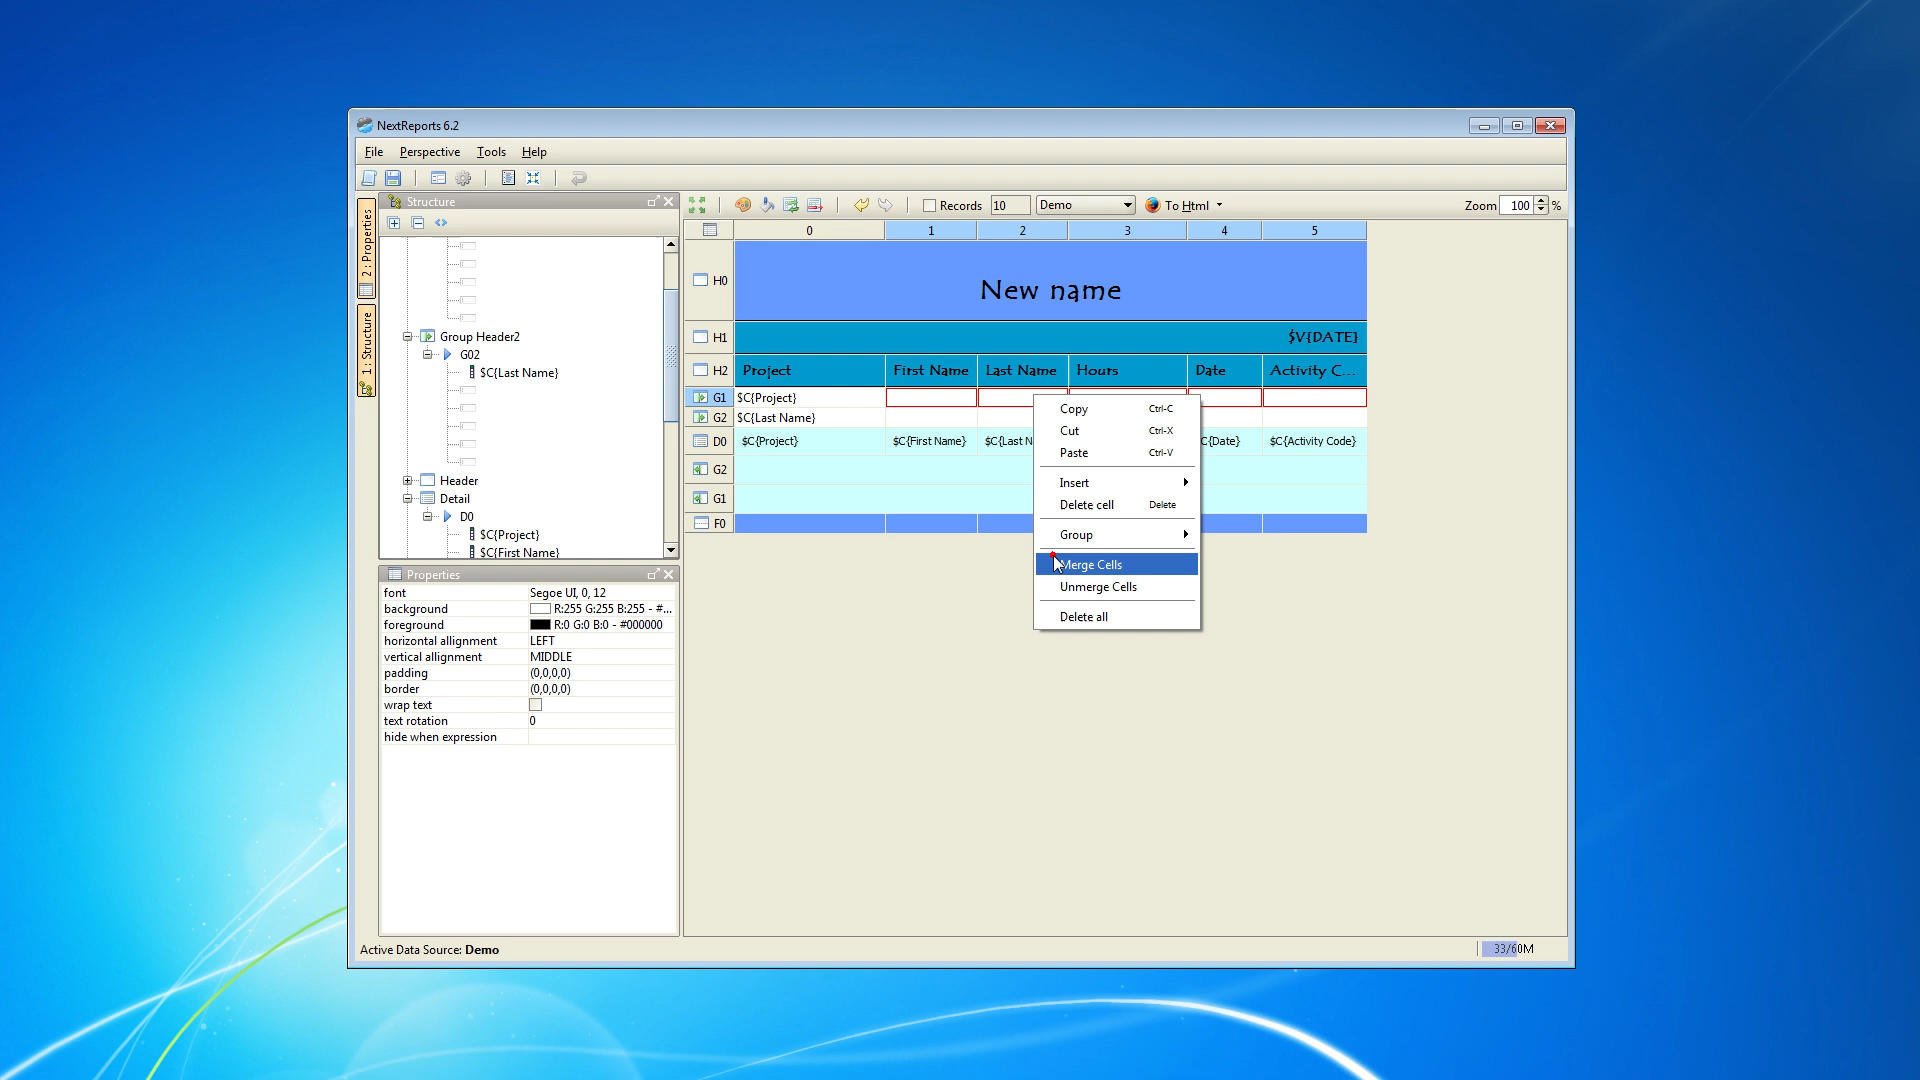 NextReports 6.2
File Perspective Tools Help
2 : Properties
1 : Structure
Structure
Group Header2
G02
$C{Last Name}
Header
Detail
D0
$C{Project}
$C{First Name}
Properties
font Segoe UI, 0, 12
background R:255 G:255 B:255 - #...
foreground R:0 G:0 B:0 - #000000
horizontal allignment LEFT
vertical allignment MIDDLE
padding (0,0,0,0)
border (0,0,0,0)
wrap text
text rotation 0
hide when expression
Records 10 Demo To Html Zoom 100 %
0 1 2 3 4 5
H0 New name
H1 $V{DATE}
H2 Project First Name Last Name Hours Date Activity C...
G1 $C{Project}
G2 $C{Last Name}
D0 $C{Project} $C{First Name} $C{Last N C{Date} $C{Activity Code}
G2
G1
F0
Copy Ctrl-C
Cut Ctrl-X
Paste Ctrl-V
Insert
Delete cell Delete
Group
Merge Cells
Unmerge Cells
Delete all
Active Data Source: Demo
33/60M